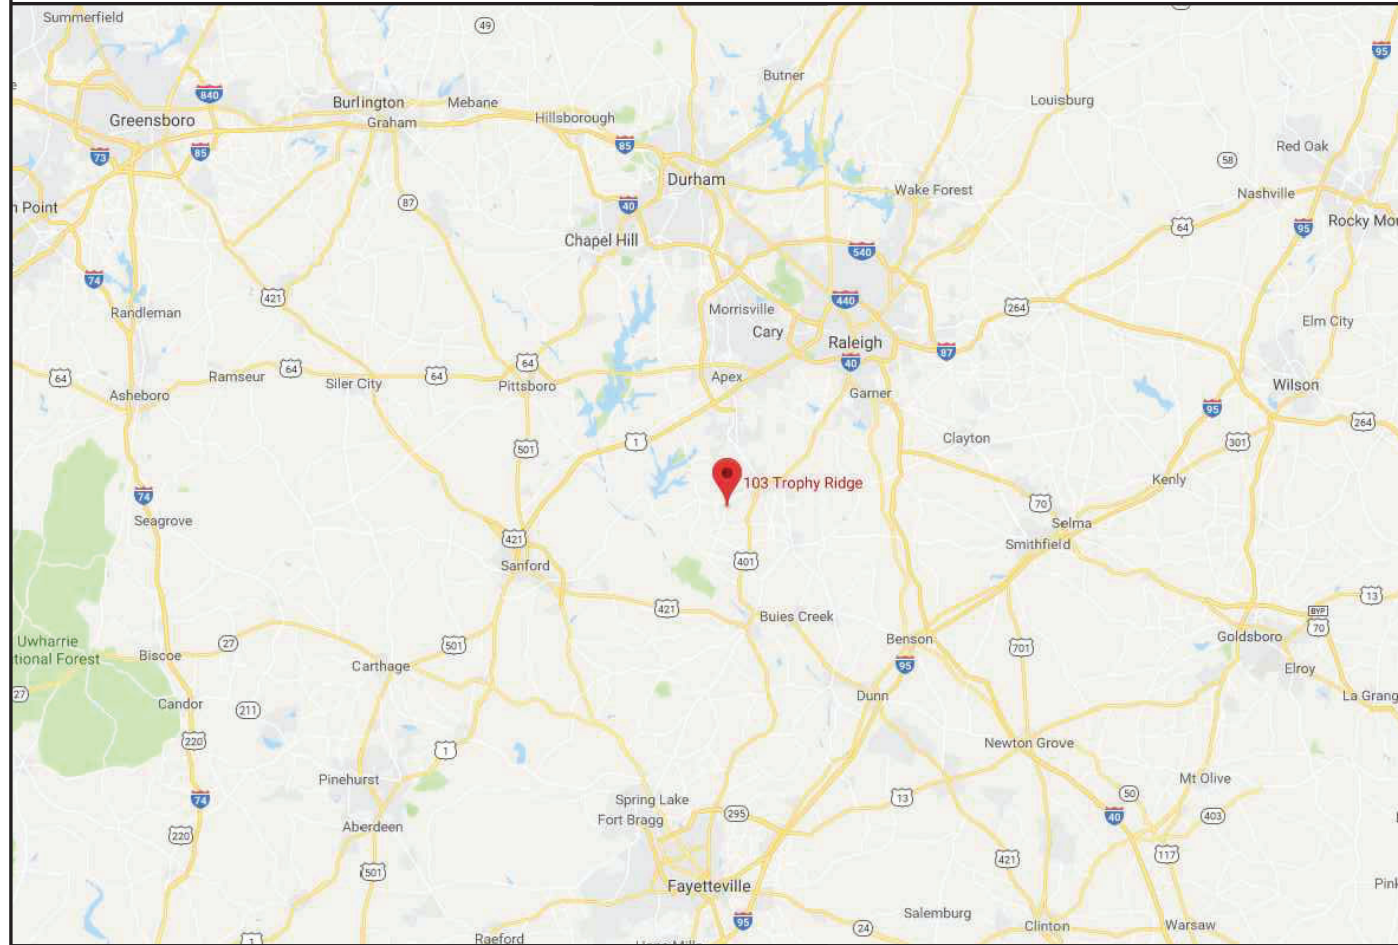 Summerfield
49
95
Butner
840
Burlington
Mebane
Louisburg
Greensboro
Graham
Hillsborough
85
73
85
Red Oak
58
Durham
Wake Forest
Nashville
n Point
87
40
Rocky Mo
64
95
Chapel Hill
540
74
421
440
264
Randleman
Morrisville
Elm City
Cary
Raleigh
87
64
64
64
64
40
Ramseur
Siler City
Pittsboro
Apex
Wilson
Asheboro
Garner
95
264
Clayton
1
301
501
103 Trophy Ridge
Kenly
74
70
Seagrove
Selma
421
Smithfield
401
Sanford
13
421
BYP
Buies Creek
70
Uwharrie
tional Forest
27
501
Benson
701
Goldsboro
Biscoe
Carthage
95
Elroy
27
Dunn
La Grang
Candor
211
220
1
Newton Grove
Pinehurst
Mt Olive
74
Spring Lake
13
50
Fort Bragg
295
40
403
Aberdeen
220
117
501
421
Fayetteville
Pink
Salemburg
95
24
Clinton
Warsaw
1
Raeford